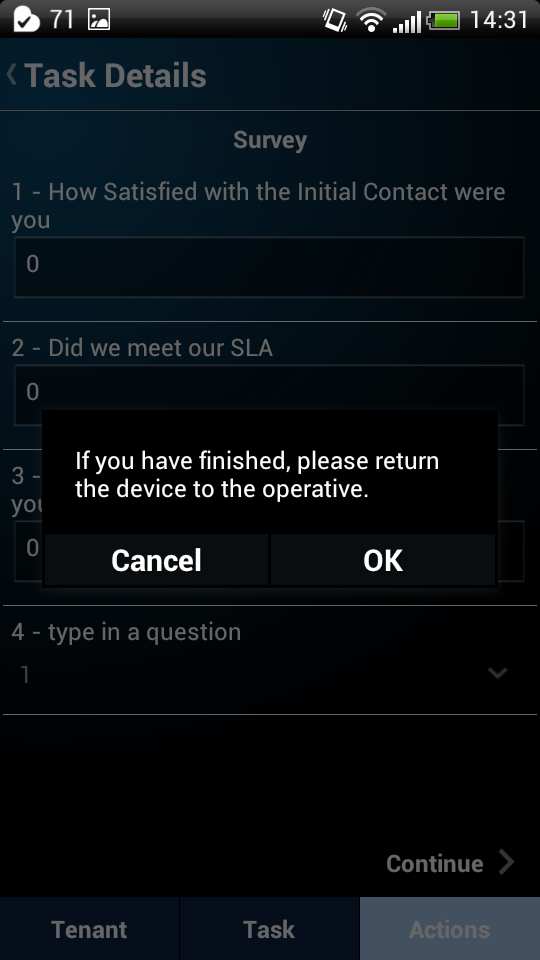 71 14:31
Task Details
Survey
1 - How Satisfied with the Initial Contact were
you
0
2 - Did we meet our SLA
0
If you have finished, please return
the device to the operative.
Cancel OK
3 -
0
4 - type in a question
1
Continue
Tenant Task Actions